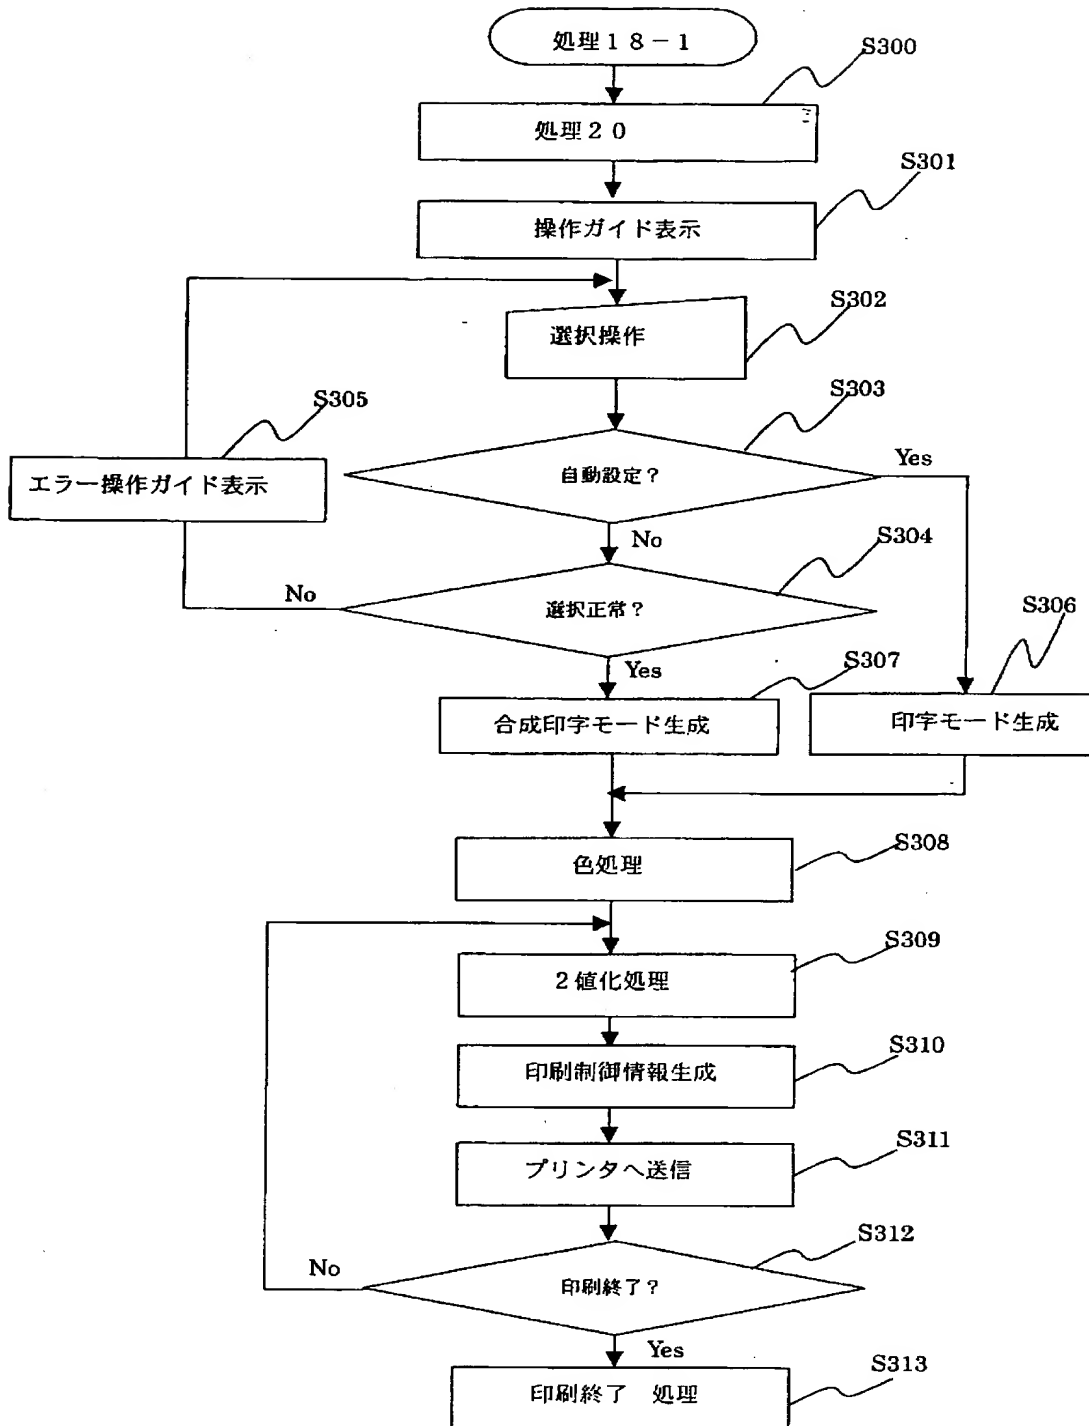 処理18-1
S300
処理20
S301
操作ガイド表示
S302
選択操作
S303
自動設定?
Yes
No
S305
エラー操作ガイド表示
S304
選択正常?
No
Yes
S306
印字モード生成
S307
合成印字モード生成
S308
色処理
S309
2値化処理
S310
印刷制御情報生成
S311
プリンタへ送信
S312
印刷終了?
No
Yes
S313
印刷終了 処理